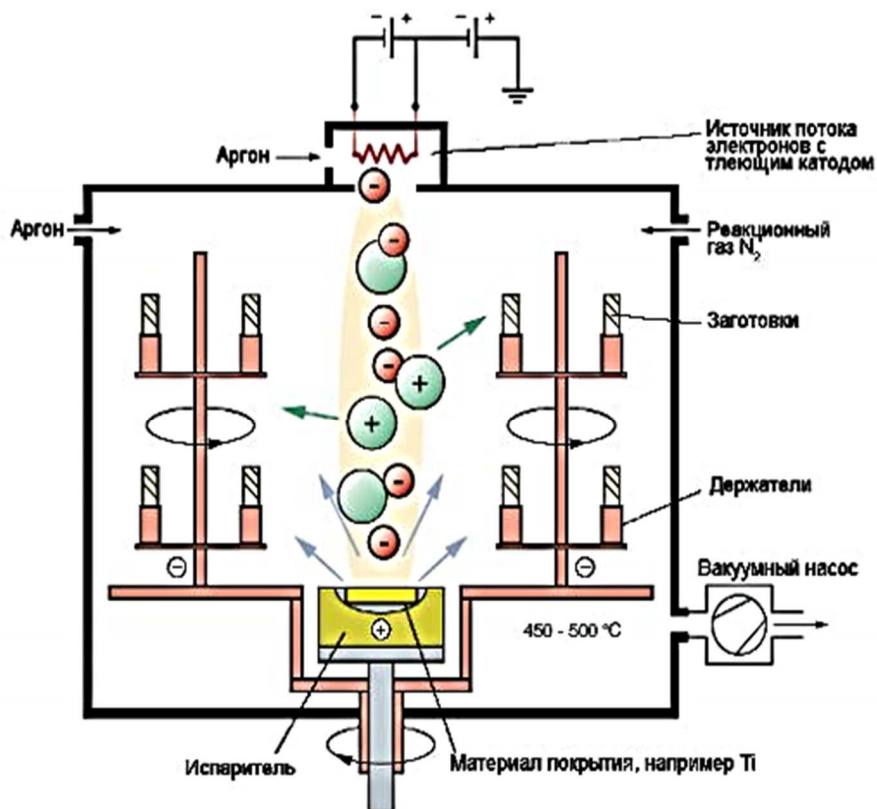 - + - +
Аргон
Источник потока
электронов с
тлеющим катодом
-
Аргон
Реакционный
газ N₂
-
-
Заготовки
-
+
+
-
Держатели
-
- -
Вакуумный насос
+
450 - 500 °C
Испаритель
Материал покрытия, например Ti